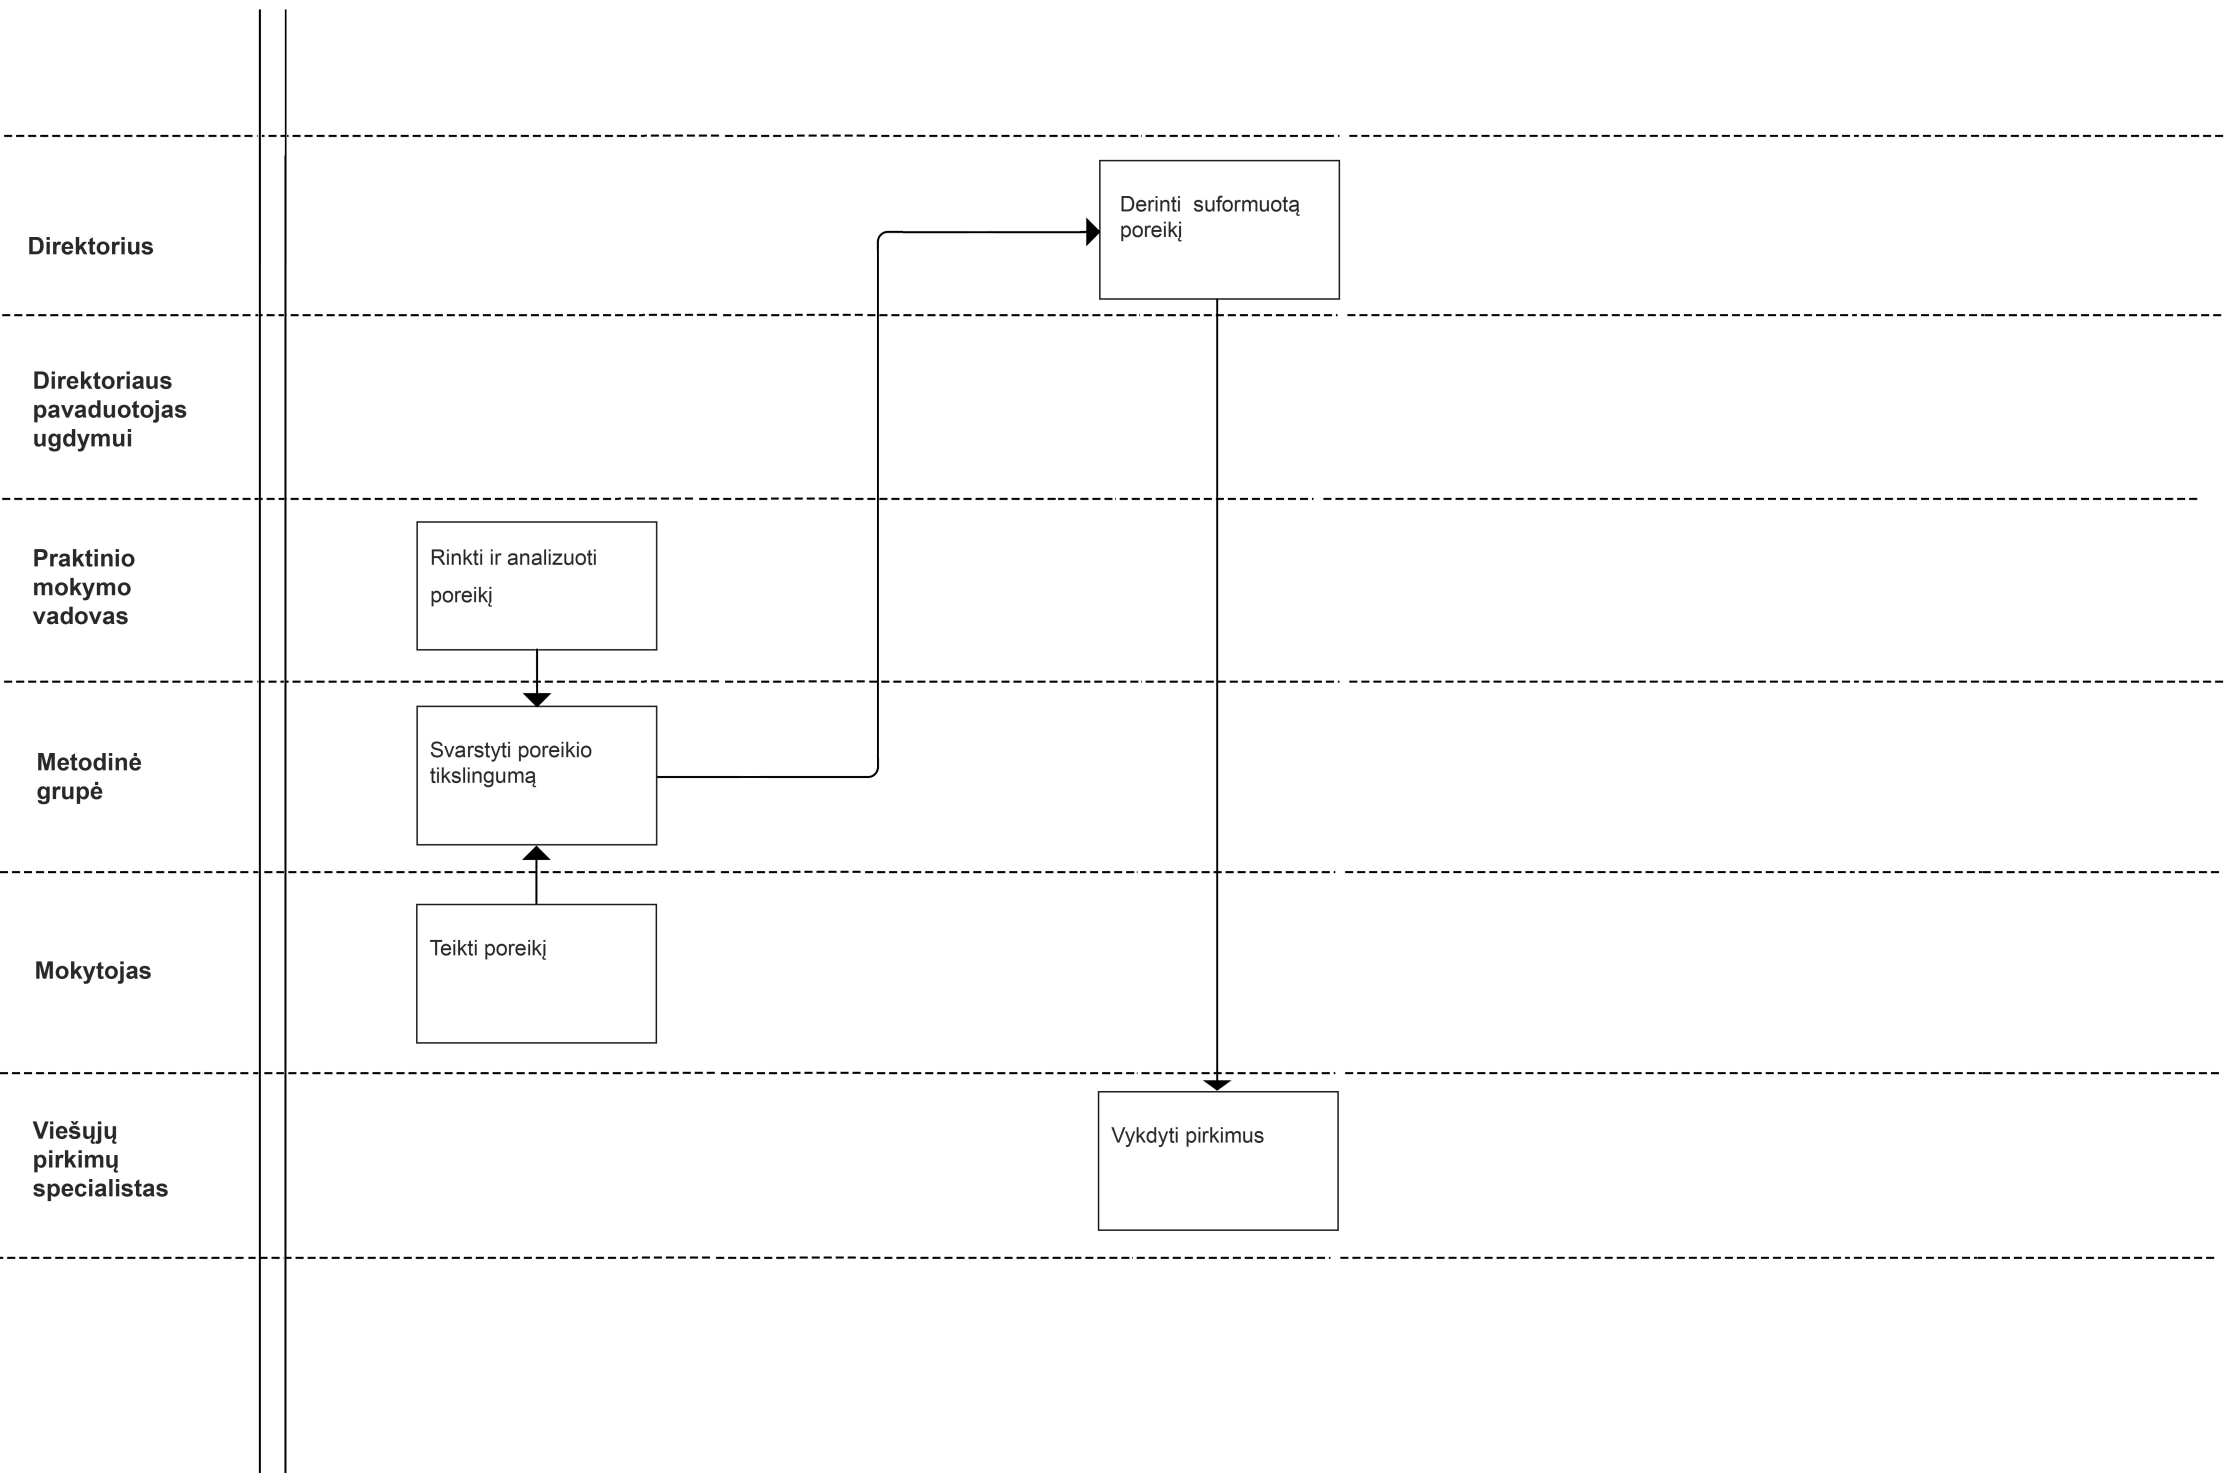 Direktorius
Derinti  suformuotą
poreikį
Direktoriaus
pavaduotojas
ugdymui
Praktinio
mokymo
vadovas
Rinkti ir analizuoti
poreikį
Metodinė
grupė
Svarstyti poreikio
tikslingumą
Mokytojas
Teikti poreikį
Viešųjų
pirkimų
specialistas
Vykdyti pirkimus